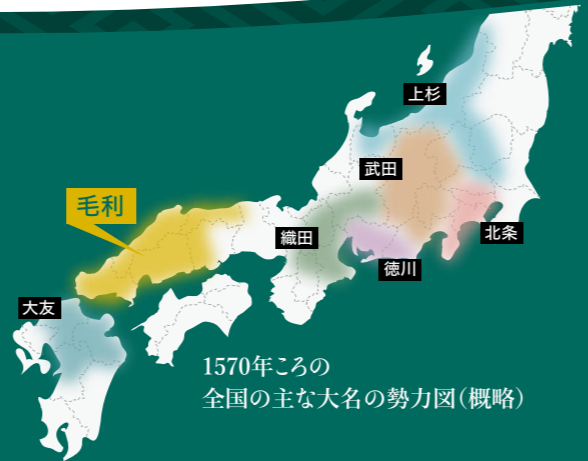 上杉
武田
毛利
織田
北条
徳川
大友
1570年ころの
全国の主な大名の勢力図（概略）